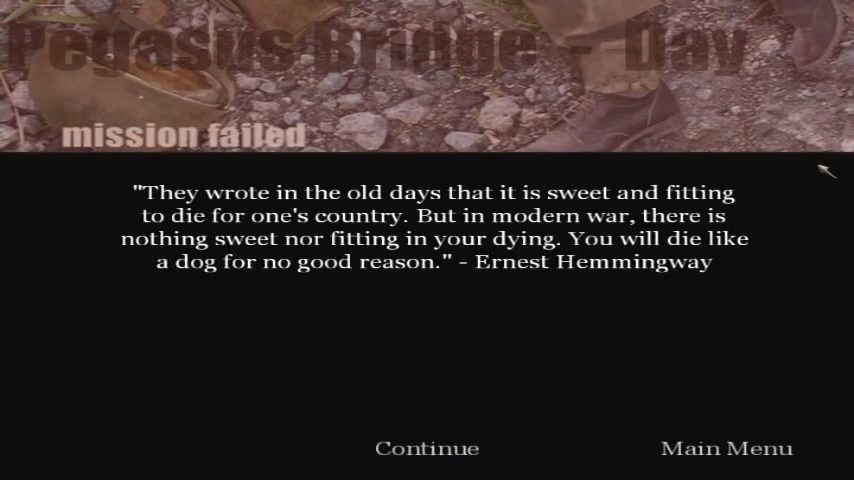 Pegasus Bridge - Day
mission failed
"They wrote in the old days that it is sweet and fitting
to die for one's country. But in modern war, there is
nothing sweet nor fitting in your dying. You will die like
a dog for no good reason." - Ernest Hemmingway
Continue
Main Menu